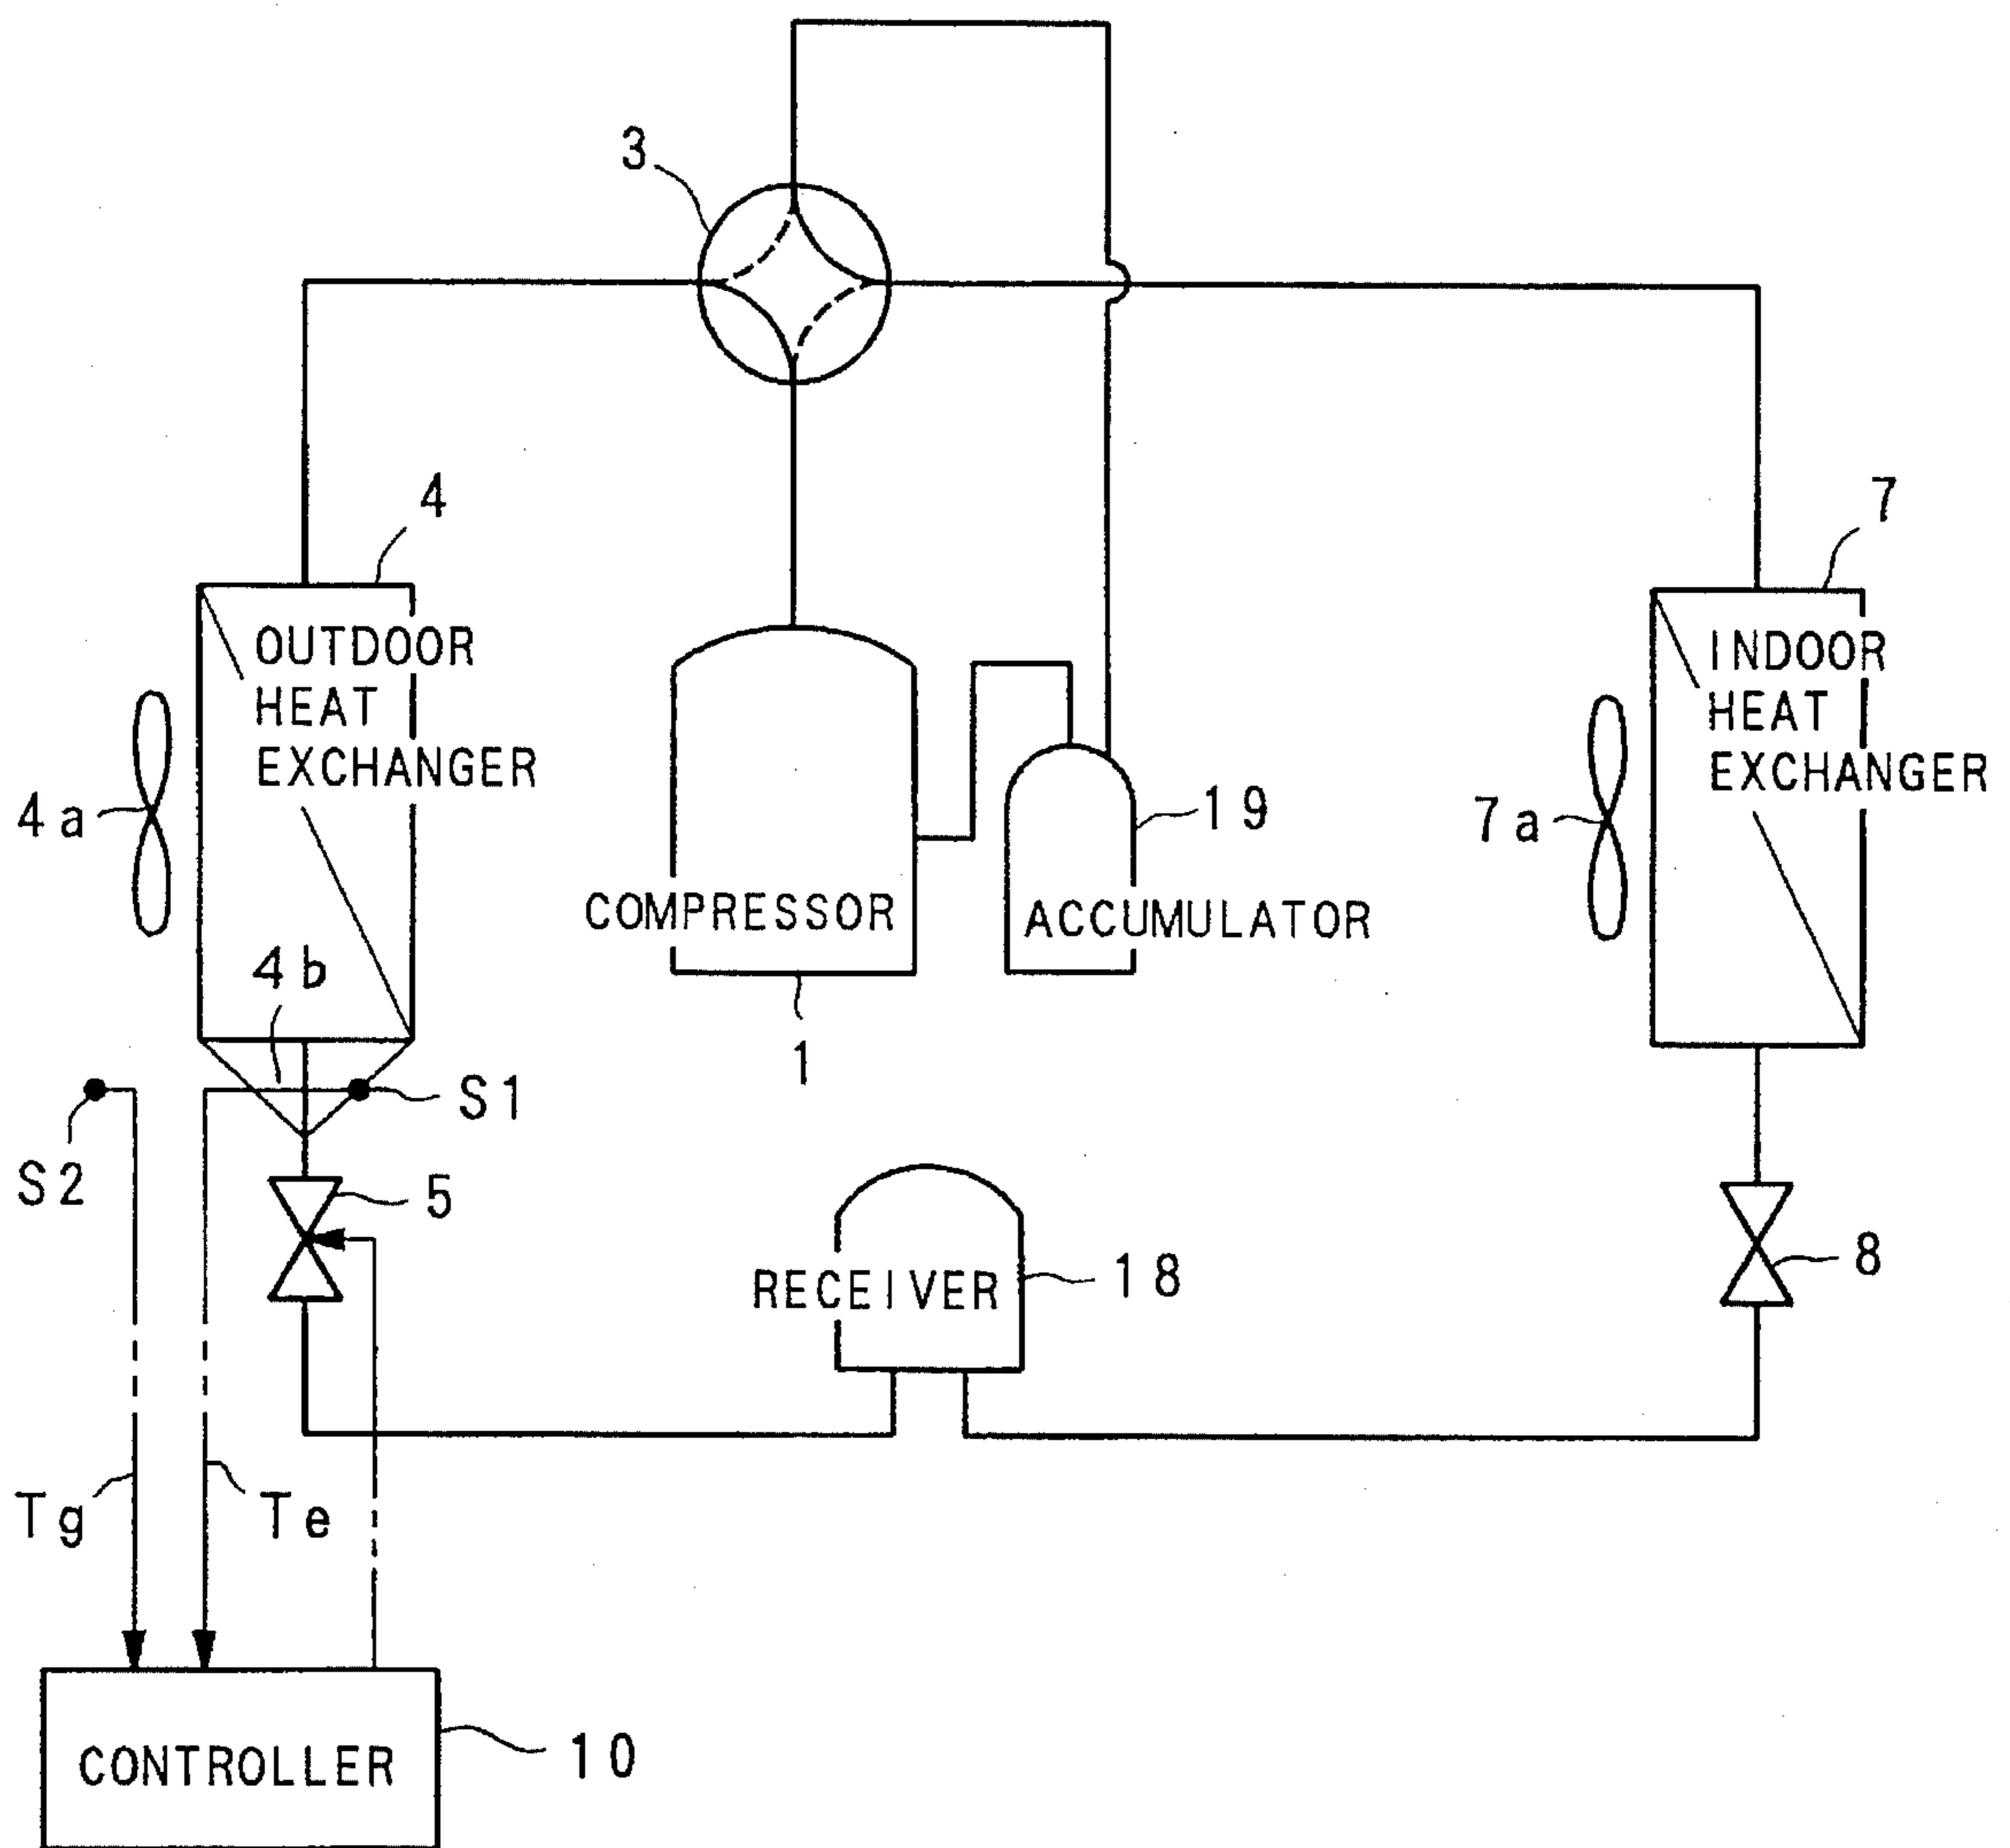 3
4
7
OUTDOOR
HEAT
EXCHANGER
INDOOR
HEAT
EXCHANGER
4a
7a
19
COMPRESSOR
ACCUMULATOR
4b
1
S1
S2
5
8
RECEIVER
18
Tg
Te
CONTROLLER
10